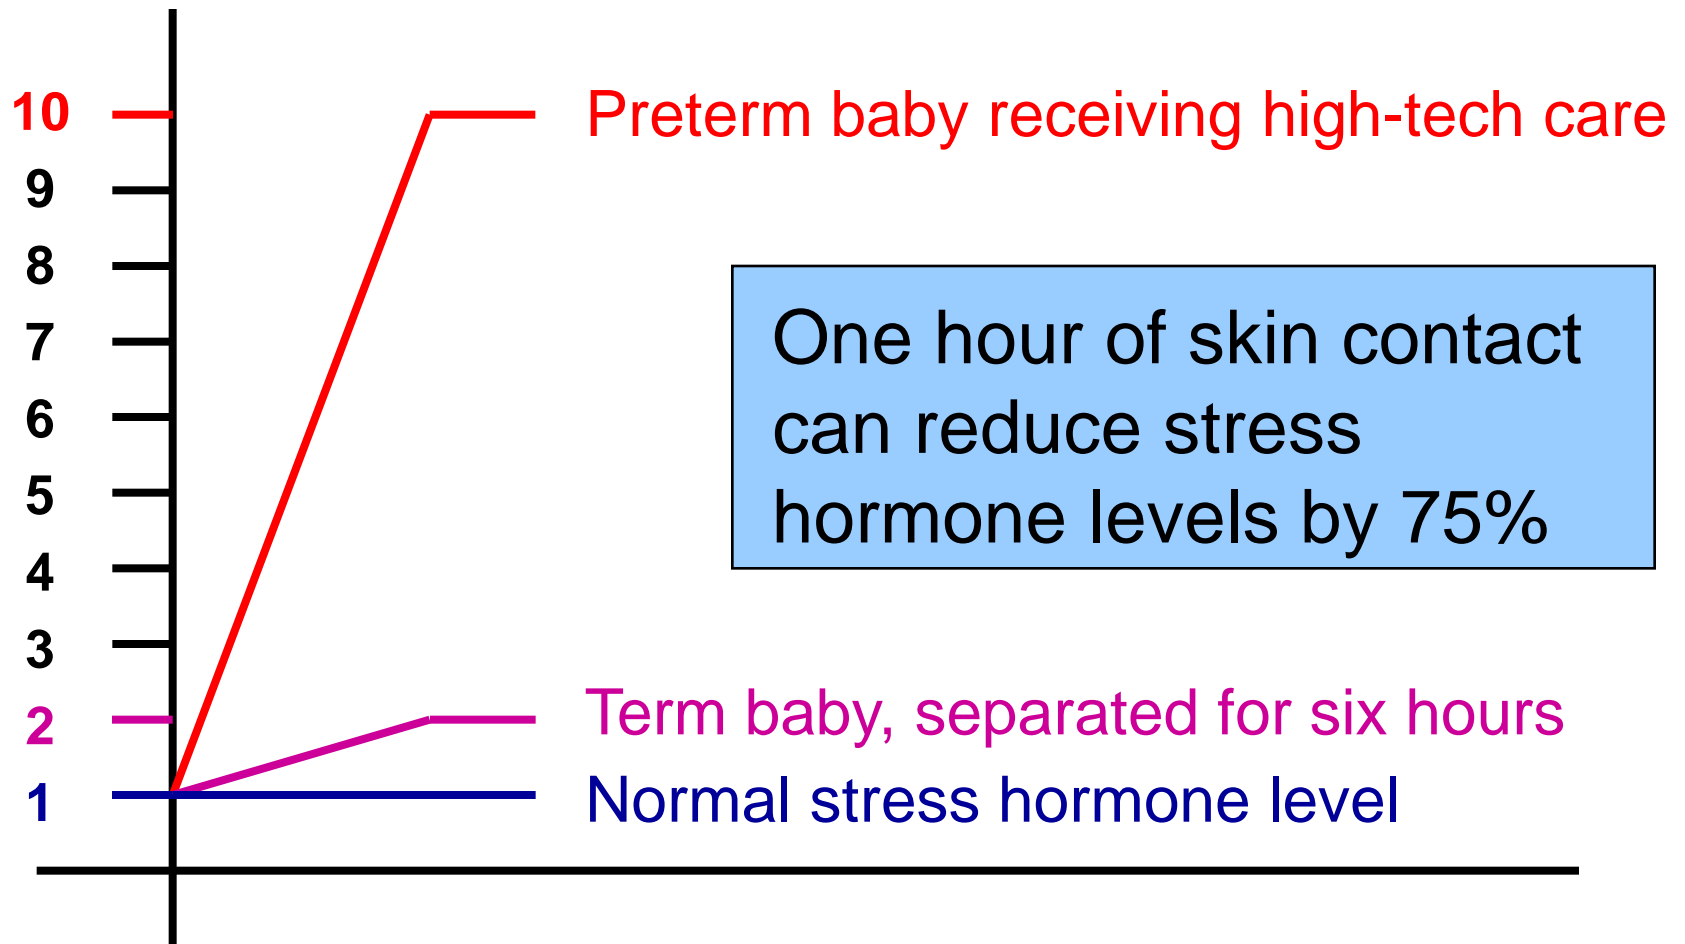 10 Preterm baby receiving high-tech care
9
8
One hour of skin contact
7
can reduce stress
6
5
hormone levels by 75%
4
3
2 Term baby, separated for six hours
1 Normal stress hormone level